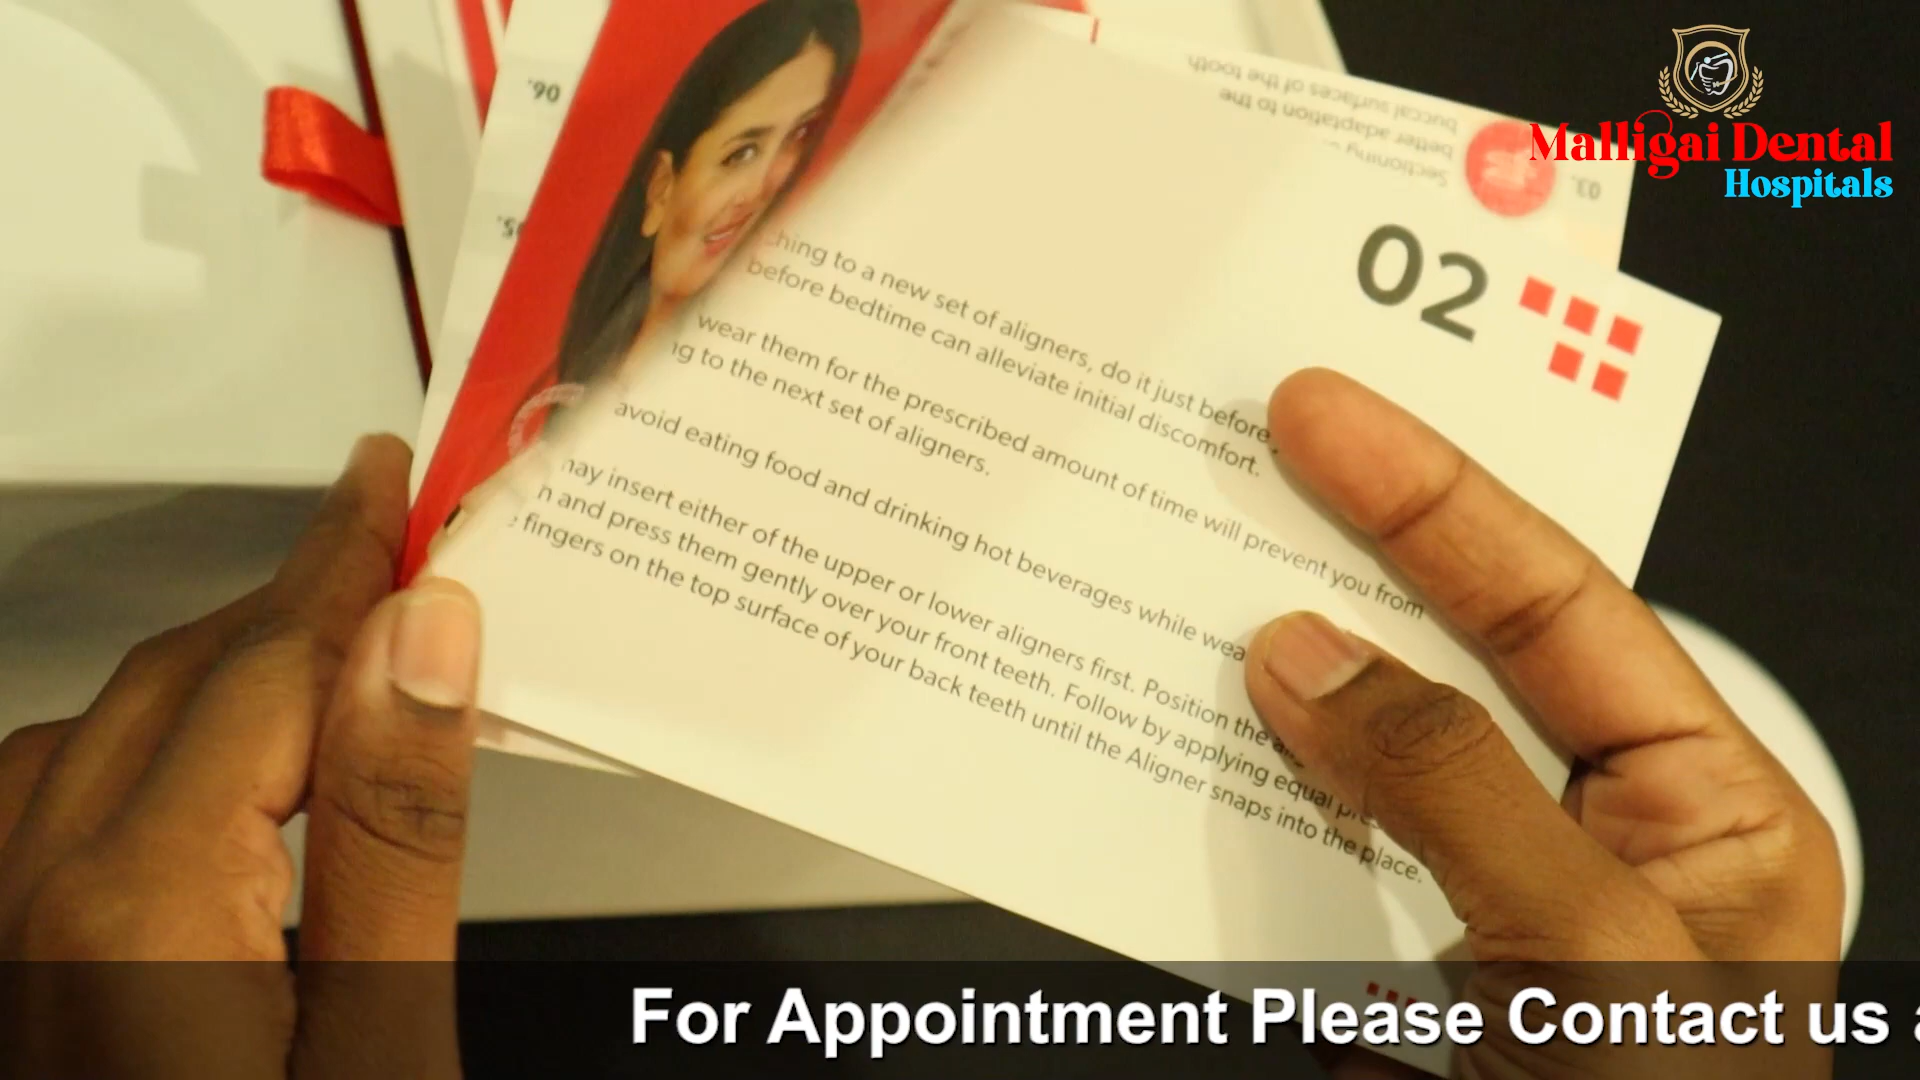 Malligai Dental
Hospitals
06.
03.
Sectioning
better adaptation to the
buccal surfaces of the tooth.
02
to a new set of aligners, do it just before
before bedtime can alleviate initial discomfort.
wear them for the prescribed amount of time will prevent you from
to the next set of aligners.
avoid eating food and drinking hot beverages while
may insert either of the upper or lower aligners first. Position the
and press them gently over your front teeth. Follow by applying equal
fingers on the top surface of your back teeth until the Aligner snaps into the place.
For Appointment Please Contact us